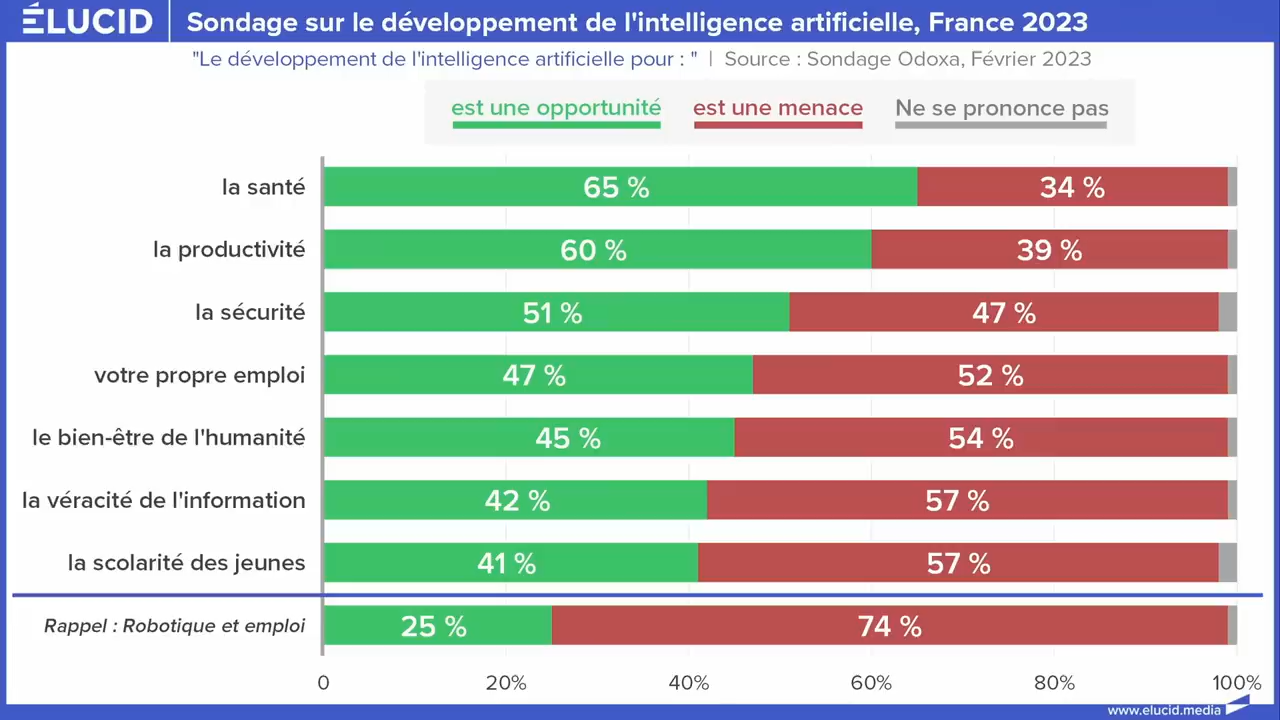 ÉLUCID
Sondage sur le développement de l'intelligence artificielle, France 2023
"Le développement de l'intelligence artificielle pour : " | Source : Sondage Odoxa, Février 2023
est une opportunité est une menace Ne se prononce pas
la santé 65 % 34 %
la productivité 60 % 39 %
la sécurité 51 % 47 %
votre propre emploi 47 % 52 %
le bien-être de l'humanité 45 % 54 %
la véracité de l'information 42 % 57 %
la scolarité des jeunes 41 % 57 %
Rappel : Robotique et emploi 25 % 74 %
0 20% 40% 60% 80% 100%
www.elucid.media